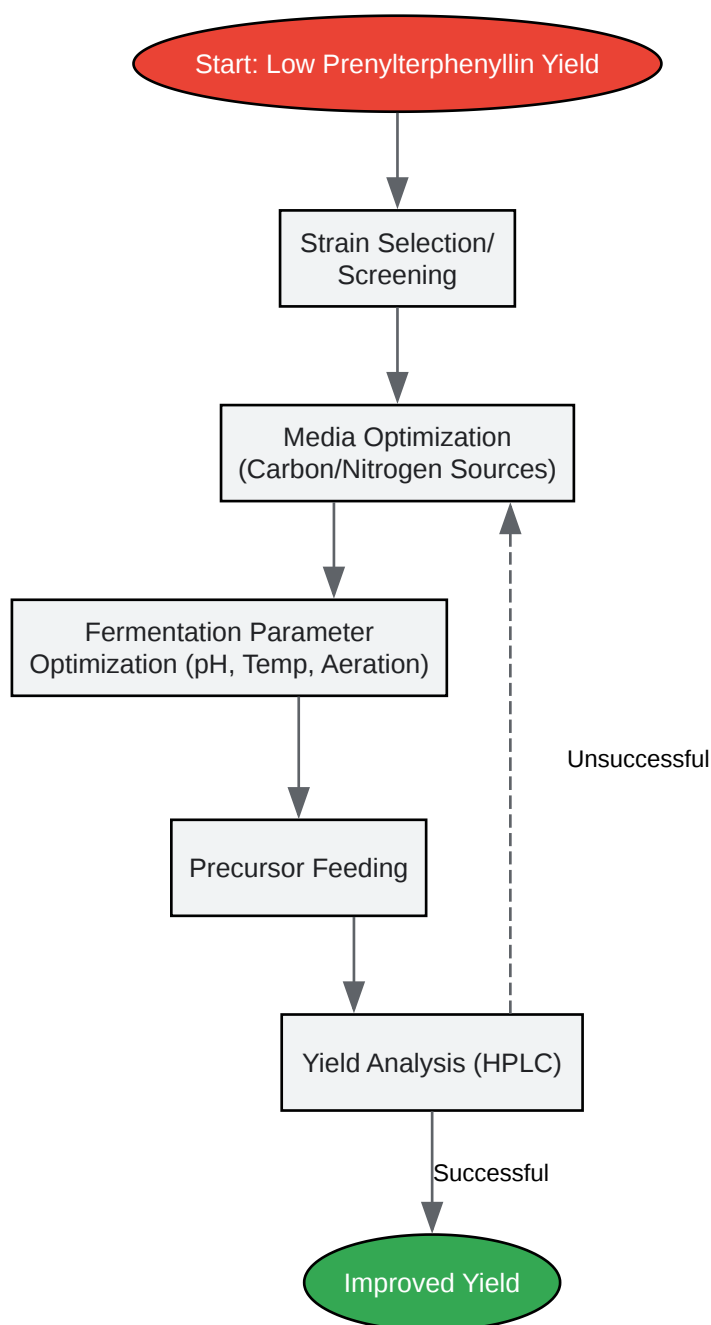 Start: Low Prenylterphenyllin Yield
Strain Selection/
Screening
Media Optimization
(Carbon/Nitrogen Sources)
Fermentation Parameter
Optimization (pH, Temp, Aeration)
Unsuccessful
Precursor Feeding
Yield Analysis (HPLC)
Successful
Improved Yield